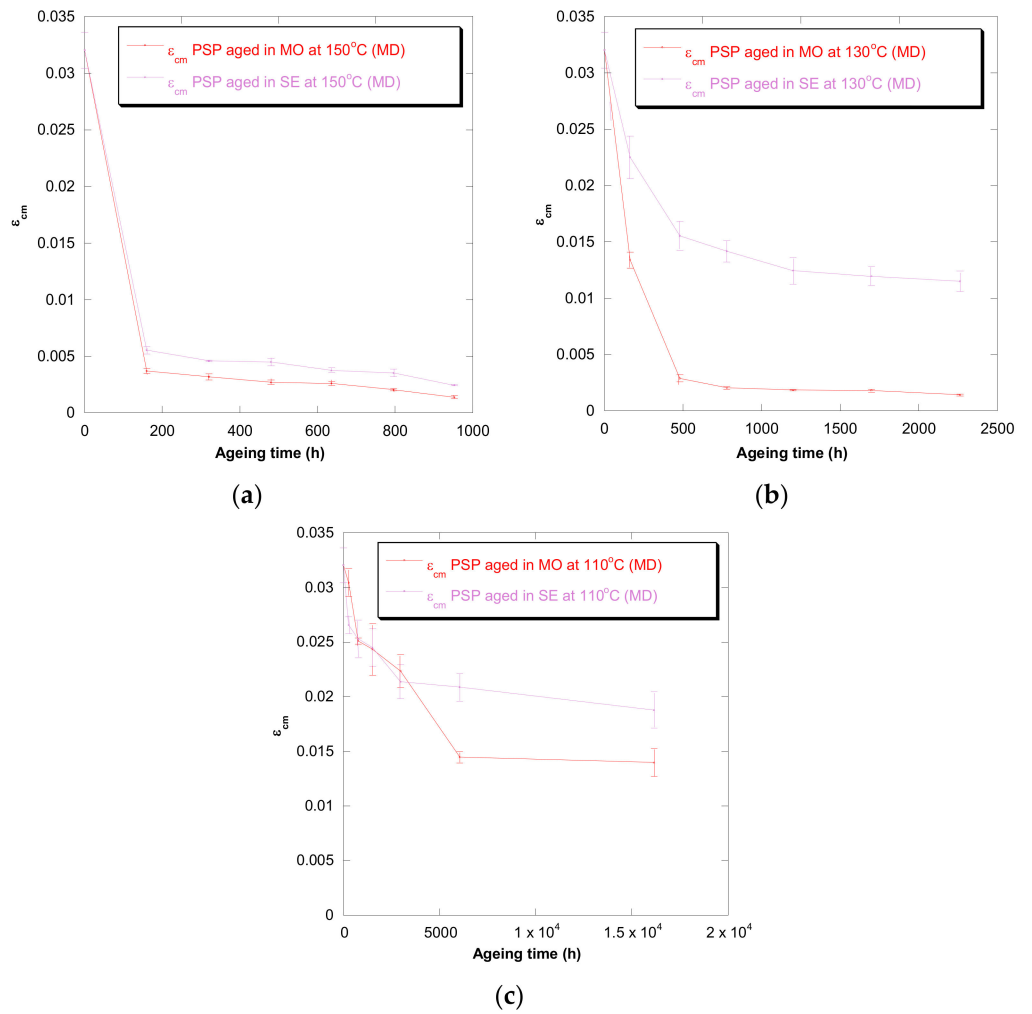 0.035
0.03
0.025
0.02
0.015
0.01
0.005
0
ε_cm
ε_cm PSP aged in MO at 150°C (MD)
ε_cm PSP aged in SE at 150°C (MD)
0 200 400 600 800 1000
Ageing time (h)
(a)
0.035
0.03
0.025
0.02
0.015
0.01
0.005
0
ε_cm
ε_cm PSP aged in MO at 130°C (MD)
ε_cm PSP aged in SE at 130°C (MD)
0 500 1000 1500 2000 2500
Ageing time (h)
(b)
0.035
0.03
0.025
0.02
0.015
0.01
0.005
0
ε_cm
ε_cm PSP aged in MO at 110°C (MD)
ε_cm PSP aged in SE at 110°C (MD)
0 5000 1 x 10⁴ 1.5 x 10⁴ 2 x 10⁴
Ageing time (h)
(c)